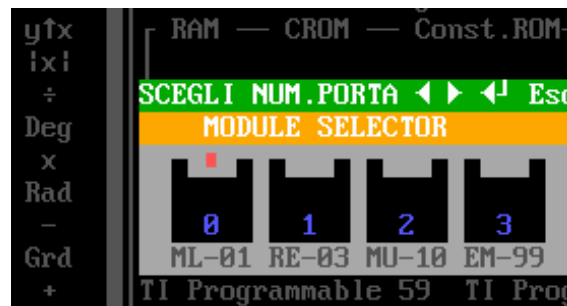 y↑x
RAM — CROM — Const.ROM
|x|
÷
SCEGLI NUM.PORTA ◄ ► ↵ Esc
Deg
MODULE SELECTOR
x
Rad
0 1 2 3
-
Grd
ML-01 RE-03 MU-10 EM-99
+
TI Programmable 59 TI Prog